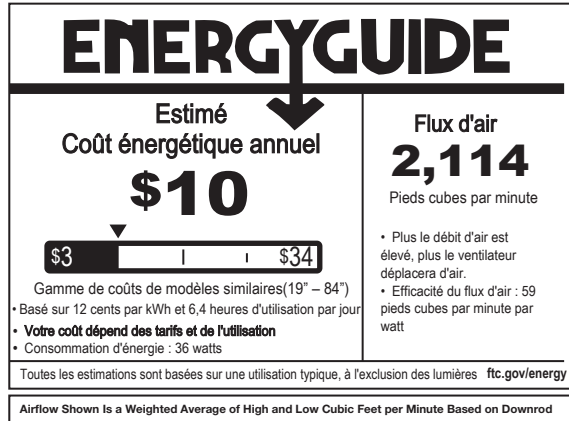 ENERGYGUIDE
Estimé
Coût énergétique annuel
$10
$3
$34
Gamme de coûts de modèles similaires(19” – 84”)
• Basé sur 12 cents par kWh et 6,4 heures d'utilisation par jour
• Votre coût dépend des tarifs et de l'utilisation
• Consommation d'énergie : 36 watts
Flux d'air
2,114
Pieds cubes par minute
• Plus le débit d'air est
élevé, plus le ventilateur
déplacera d'air.
• Efficacité du flux d'air : 59
pieds cubes par minute par
watt
Toutes les estimations sont basées sur une utilisation typique, à l'exclusion des lumières ftc.gov/energy
Airflow Shown Is a Weighted Average of High and Low Cubic Feet per Minute Based on Downrod